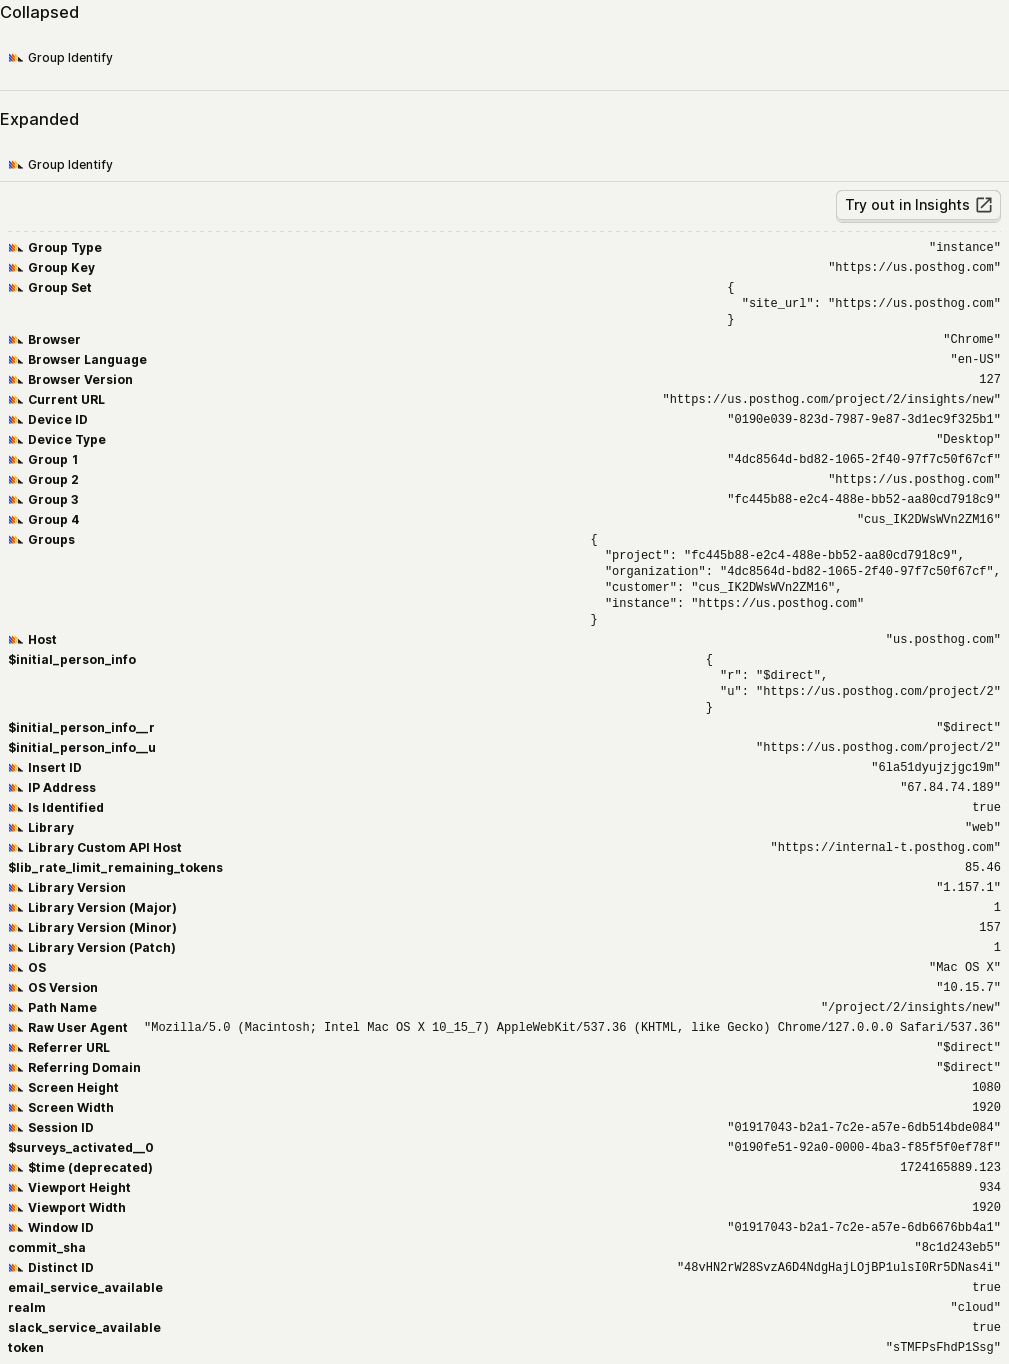 Collapsed
Group Identify
Expanded
Group Identify
Try out in Insights
Group Type "instance"
Group Key "https://us.posthog.com"
Group Set {
"site_url": "https://us.posthog.com"
}
Browser "Chrome"
Browser Language "en-US"
Browser Version 127
Current URL "https://us.posthog.com/project/2/insights/new"
Device ID "0190e039-823d-7987-9e87-3d1ec9f325b1"
Device Type "Desktop"
Group 1 "4dc8564d-bd82-1065-2f40-97f7c50f67cf"
Group 2 "https://us.posthog.com"
Group 3 "fc445b88-e2c4-488e-bb52-aa80cd7918c9"
Group 4 "cus_IK2DWsWVn2ZM16"
Groups {
"project": "fc445b88-e2c4-488e-bb52-aa80cd7918c9",
"organization": "4dc8564d-bd82-1065-2f40-97f7c50f67cf",
"customer": "cus_IK2DWsWVn2ZM16",
"instance": "https://us.posthog.com"
}
Host "us.posthog.com"
$initial_person_info {
"r": "$direct",
"u": "https://us.posthog.com/project/2"
}
$initial_person_info__r "$direct"
$initial_person_info__u "https://us.posthog.com/project/2"
Insert ID "6la51dyujzjgc19m"
IP Address "67.84.74.189"
Is Identified true
Library "web"
Library Custom API Host "https://internal-t.posthog.com"
$lib_rate_limit_remaining_tokens 85.46
Library Version "1.157.1"
Library Version (Major) 1
Library Version (Minor) 157
Library Version (Patch) 1
OS "Mac OS X"
OS Version "10.15.7"
Path Name "/project/2/insights/new"
Raw User Agent "Mozilla/5.0 (Macintosh; Intel Mac OS X 10_15_7) AppleWebKit/537.36 (KHTML, like Gecko) Chrome/127.0.0.0 Safari/537.36"
Referrer URL "$direct"
Referring Domain "$direct"
Screen Height 1080
Screen Width 1920
Session ID "01917043-b2a1-7c2e-a57e-6db514bde084"
$surveys_activated__0 "0190fe51-92a0-0000-4ba3-f85f5f0ef78f"
$time (deprecated) 1724165889.123
Viewport Height 934
Viewport Width 1920
Window ID "01917043-b2a1-7c2e-a57e-6db6676bb4a1"
commit_sha "8c1d243eb5"
Distinct ID "48vHN2rW28SvzA6D4NdgHajLOjBP1ulsI0Rr5DNas4i"
email_service_available true
realm "cloud"
slack_service_available true
token "sTMFPsFhdP1Ssg"